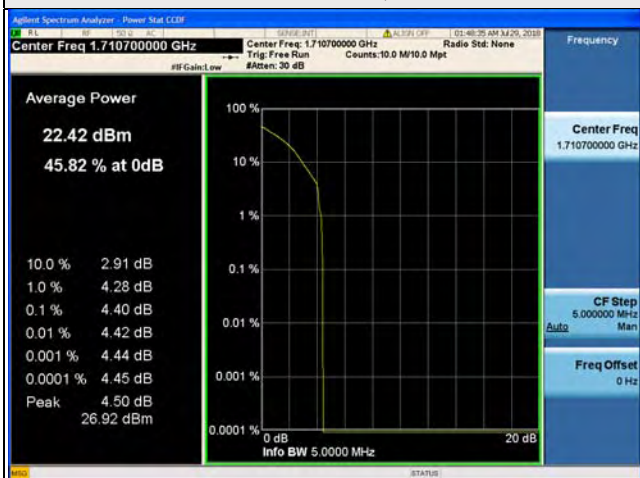 Agilent Spectrum Analyzer - Power Stat CCDF
RL RF 50 Ω AC SENSE:INT ALIGN OFF 01:48:35 AM Jul 29, 2018
Center Freq 1.710700000 GHz
Center Freq: 1.710700000 GHz Radio Std: None
Trig: Free Run Counts:10.0 M/10.0 Mpt
#IFGain:Low #Atten: 30 dB
Frequency
Average Power
22.42 dBm
45.82 % at 0dB
10.0 % 2.91 dB
1.0 % 4.28 dB
0.1 % 4.40 dB
0.01 % 4.42 dB
0.001 % 4.44 dB
0.0001 % 4.45 dB
Peak 4.50 dB
26.92 dBm
100 %
10 %
1 %
0.1 %
0.01 %
0.001 %
0.0001 %
0 dB 20 dB
Info BW 5.0000 MHz
Center Freq
1.710700000 GHz
CF Step
5.000000 MHz
Auto Man
Freq Offset
0 Hz
MSG STATUS